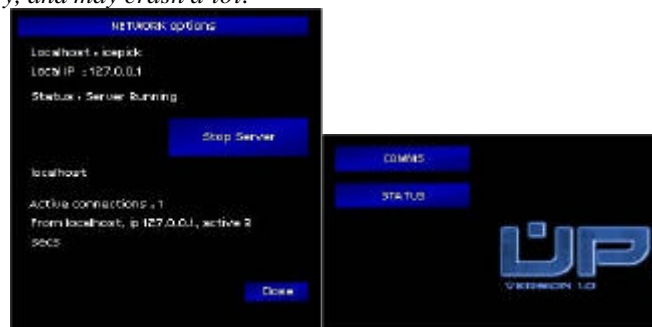 y, and may crash a lot!
NETWORK options
Localhost : icepick
Local IP : 127.0.0.1
Status : Server Running
Stop Server
localhost
Active connections : 1
From localhost, ip 127.0.0.1, active 3
secs
Close
COMMS
STATUS
UP
VERSION 1.0